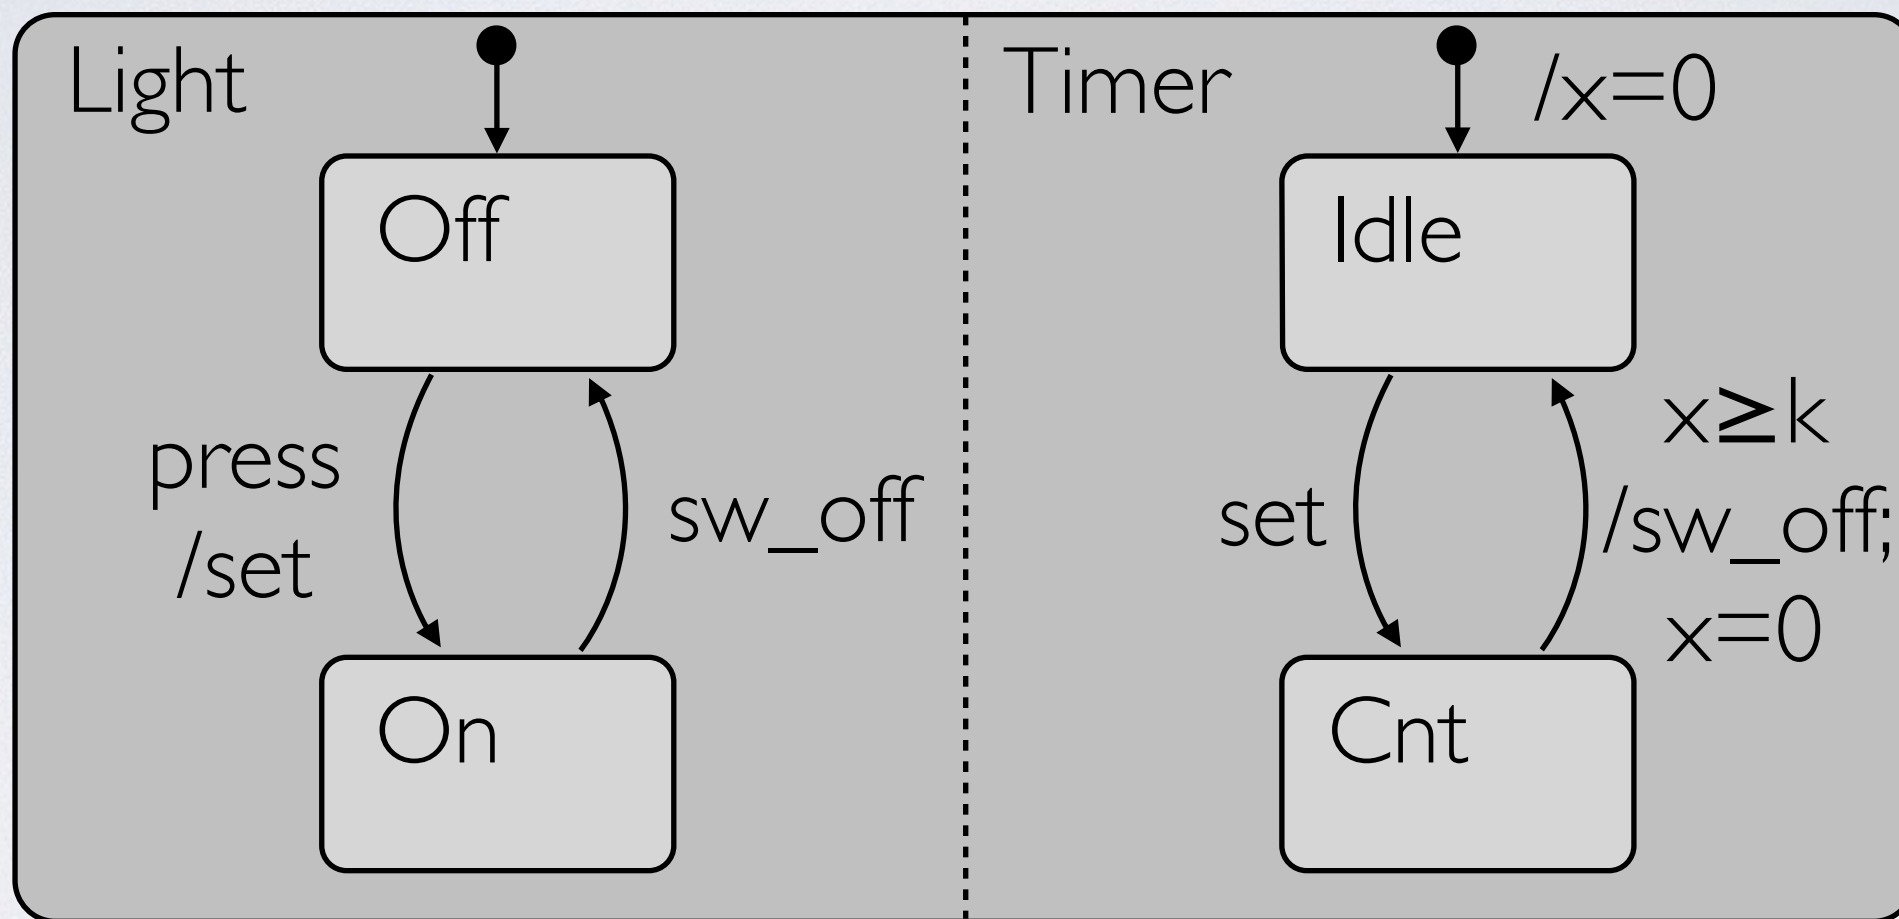 Light
Off
press
/set
sw_off
On
Timer
/x=0
Idle
set
x≥k
/sw_off;
x=0
Cnt